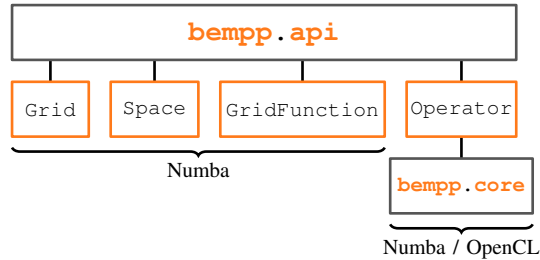 bempp.api
Grid Space GridFunction Operator
Numba
bempp.core
Numba / OpenCL